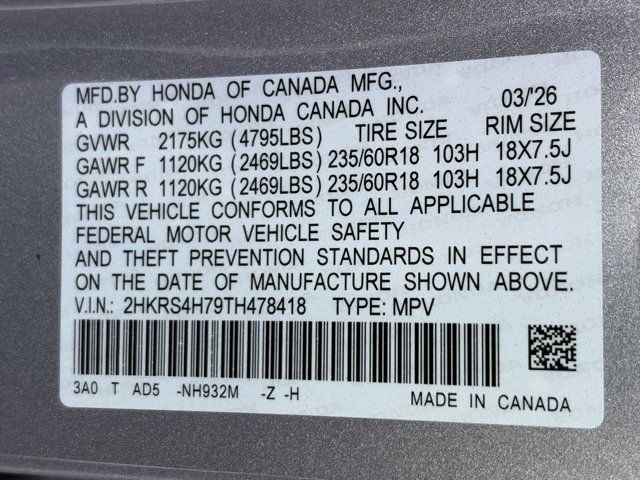 MFD.BY HONDA OF CANADA MFG.,
A DIVISION OF HONDA CANADA INC. 03/'26
GVWR 2175KG (4795LBS) TIRE SIZE RIM SIZE
GAWR F 1120KG (2469LBS) 235/60R18 103H 18X7.5J
GAWR R 1120KG (2469LBS) 235/60R18 103H 18X7.5J
THIS VEHICLE CONFORMS TO ALL APPLICABLE
FEDERAL MOTOR VEHICLE SAFETY
AND THEFT PREVENTION STANDARDS IN EFFECT
ON THE DATE OF MANUFACTURE SHOWN ABOVE.
V.I.N.: 2HKRS4H79TH478418 TYPE: MPV
3A0 T AD5 -NH932M -Z -H
MADE IN CANADA